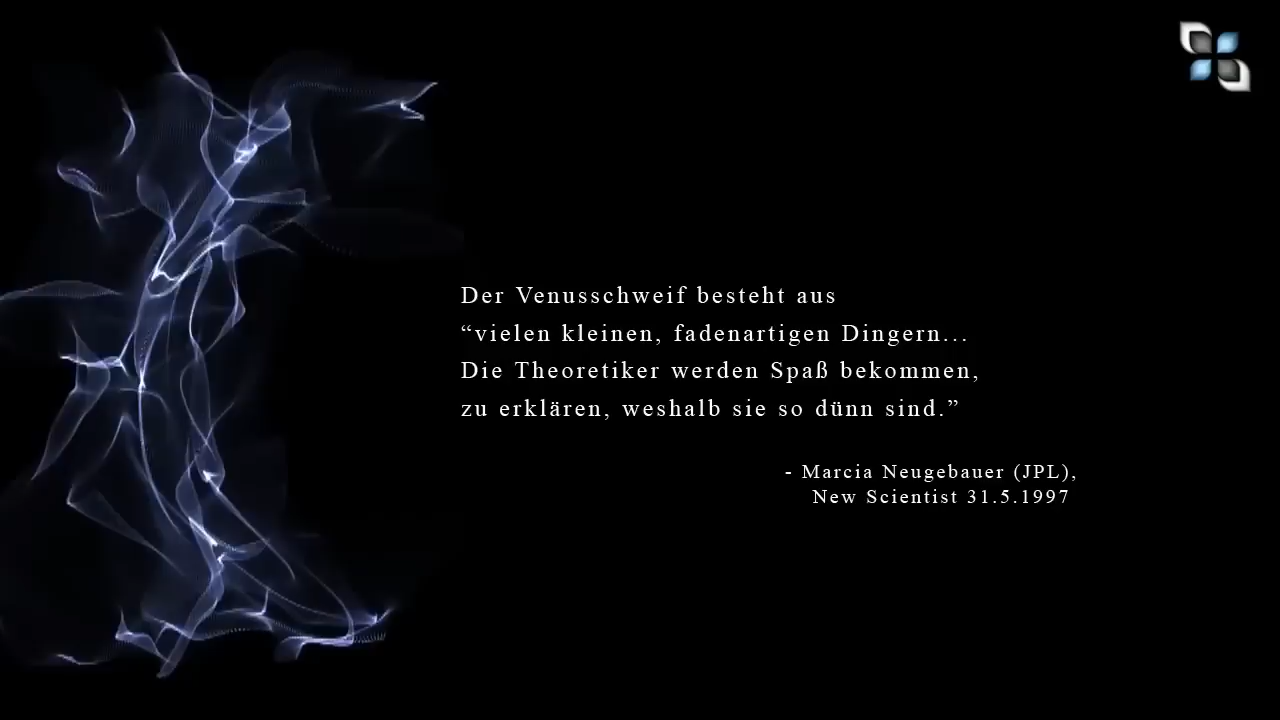 Der Venusschweif besteht aus
“vielen kleinen, fadenartigen Dingern...
Die Theoretiker werden Spaß bekommen,
zu erklären, weshalb sie so dünn sind.”
- Marcia Neugebauer (JPL),
New Scientist 31.5.1997